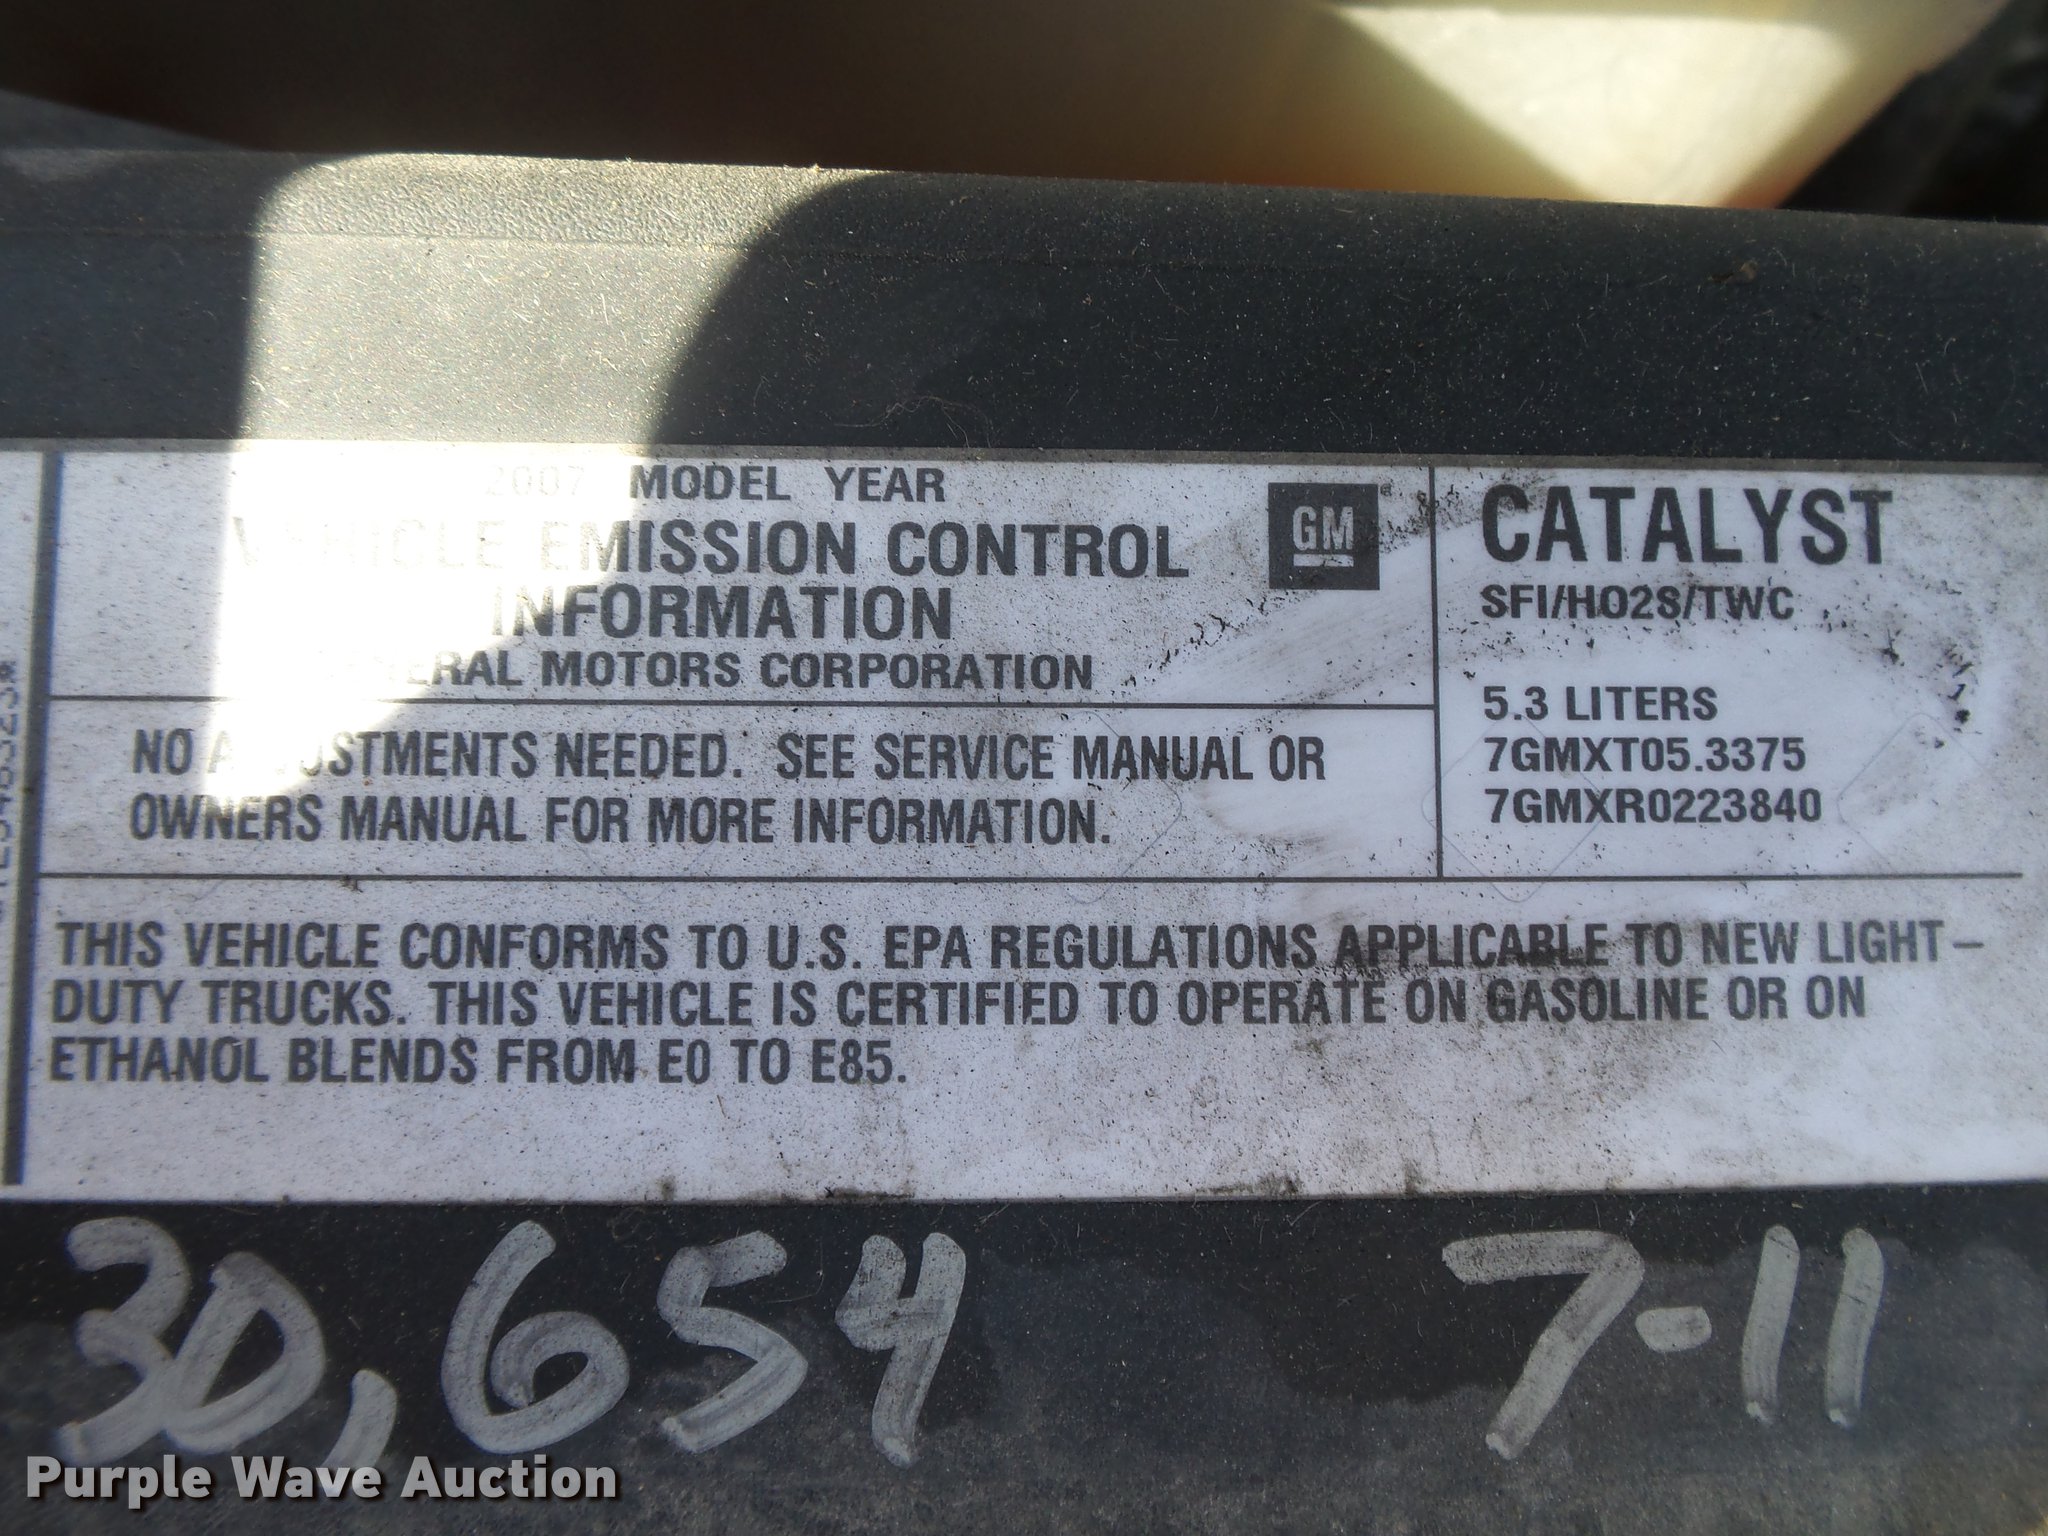 2007 MODEL YEAR
VEHICLE EMISSION CONTROL
INFORMATION
GENERAL MOTORS CORPORATION
GM
NO ADJUSTMENTS NEEDED. SEE SERVICE MANUAL OR
OWNERS MANUAL FOR MORE INFORMATION.
CATALYST
SFI/HO2S/TWC
5.3 LITERS
7GMXT05.3375
7GMXR0223840
THIS VEHICLE CONFORMS TO U.S. EPA REGULATIONS APPLICABLE TO NEW LIGHT-
DUTY TRUCKS. THIS VEHICLE IS CERTIFIED TO OPERATE ON GASOLINE OR ON
ETHANOL BLENDS FROM E0 TO E85.
30,654 7-11
Purple Wave Auction